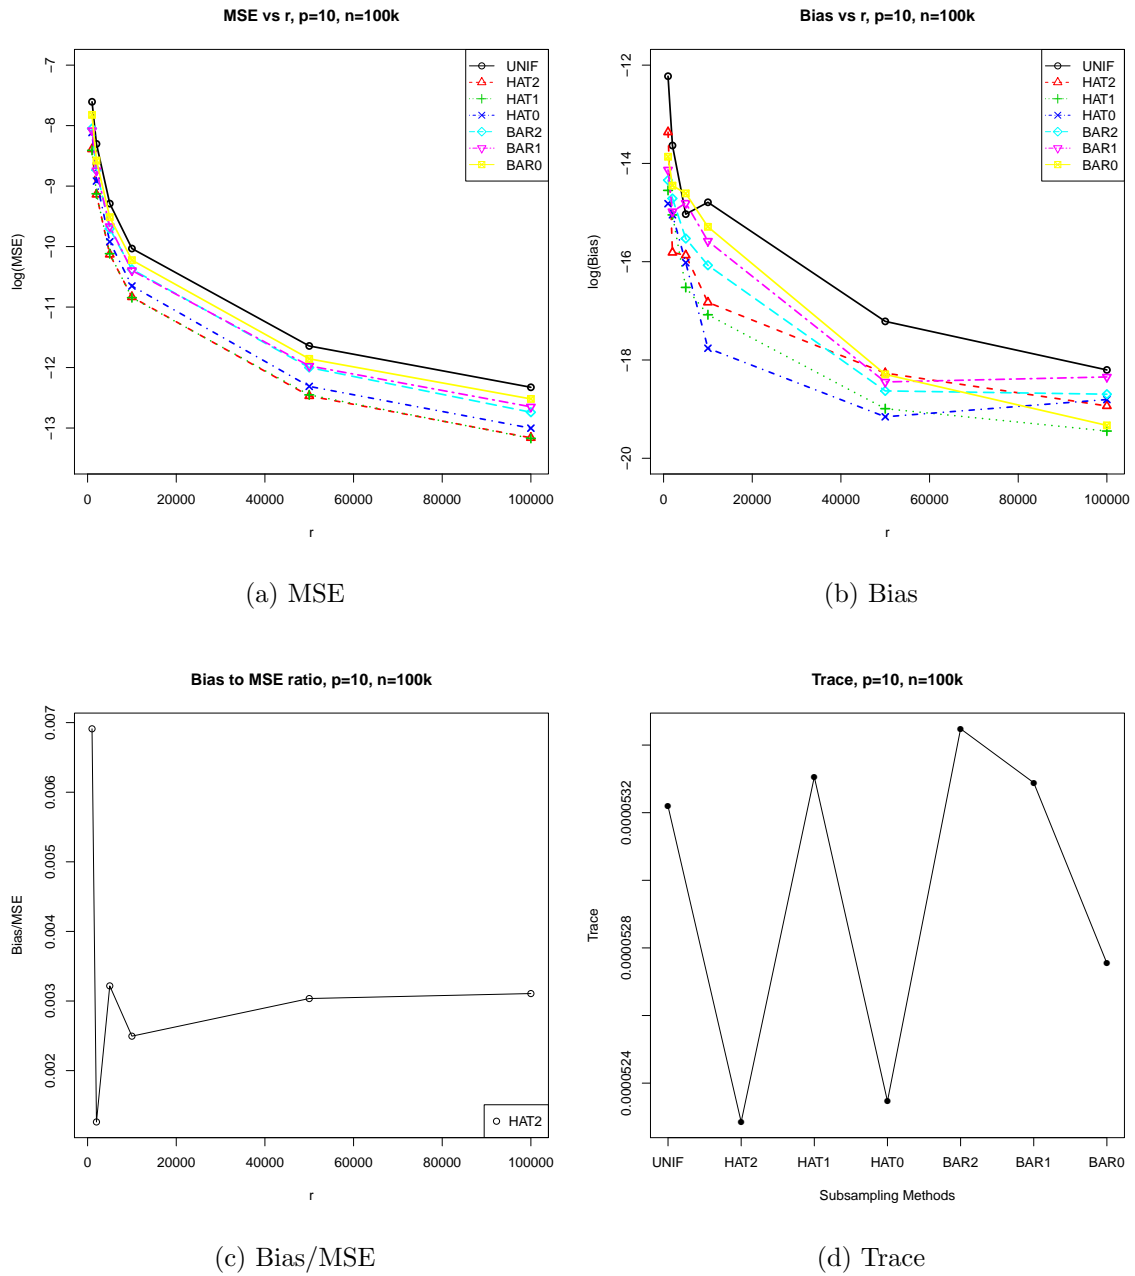 MSE vs r, p=10, n=100k
log(MSE)
-7
-8
-9
-10
-11
-12
-13
UNIF
HAT2
HAT1
HAT0
BAR2
BAR1
BAR0
0 20000 40000 60000 80000 100000
r
(a) MSE
Bias vs r, p=10, n=100k
log(Bias)
-12
-14
-16
-18
-20
UNIF
HAT2
HAT1
HAT0
BAR2
BAR1
BAR0
0 20000 40000 60000 80000 100000
r
(b) Bias
Bias to MSE ratio, p=10, n=100k
Bias/MSE
0.007
0.006
0.005
0.004
0.003
0.002
HAT2
0 20000 40000 60000 80000 100000
r
(c) Bias/MSE
Trace, p=10, n=100k
Trace
0.0000532
0.0000528
0.0000524
UNIF HAT2 HAT1 HAT0 BAR2 BAR1 BAR0
Subsampling Methods
(d) Trace